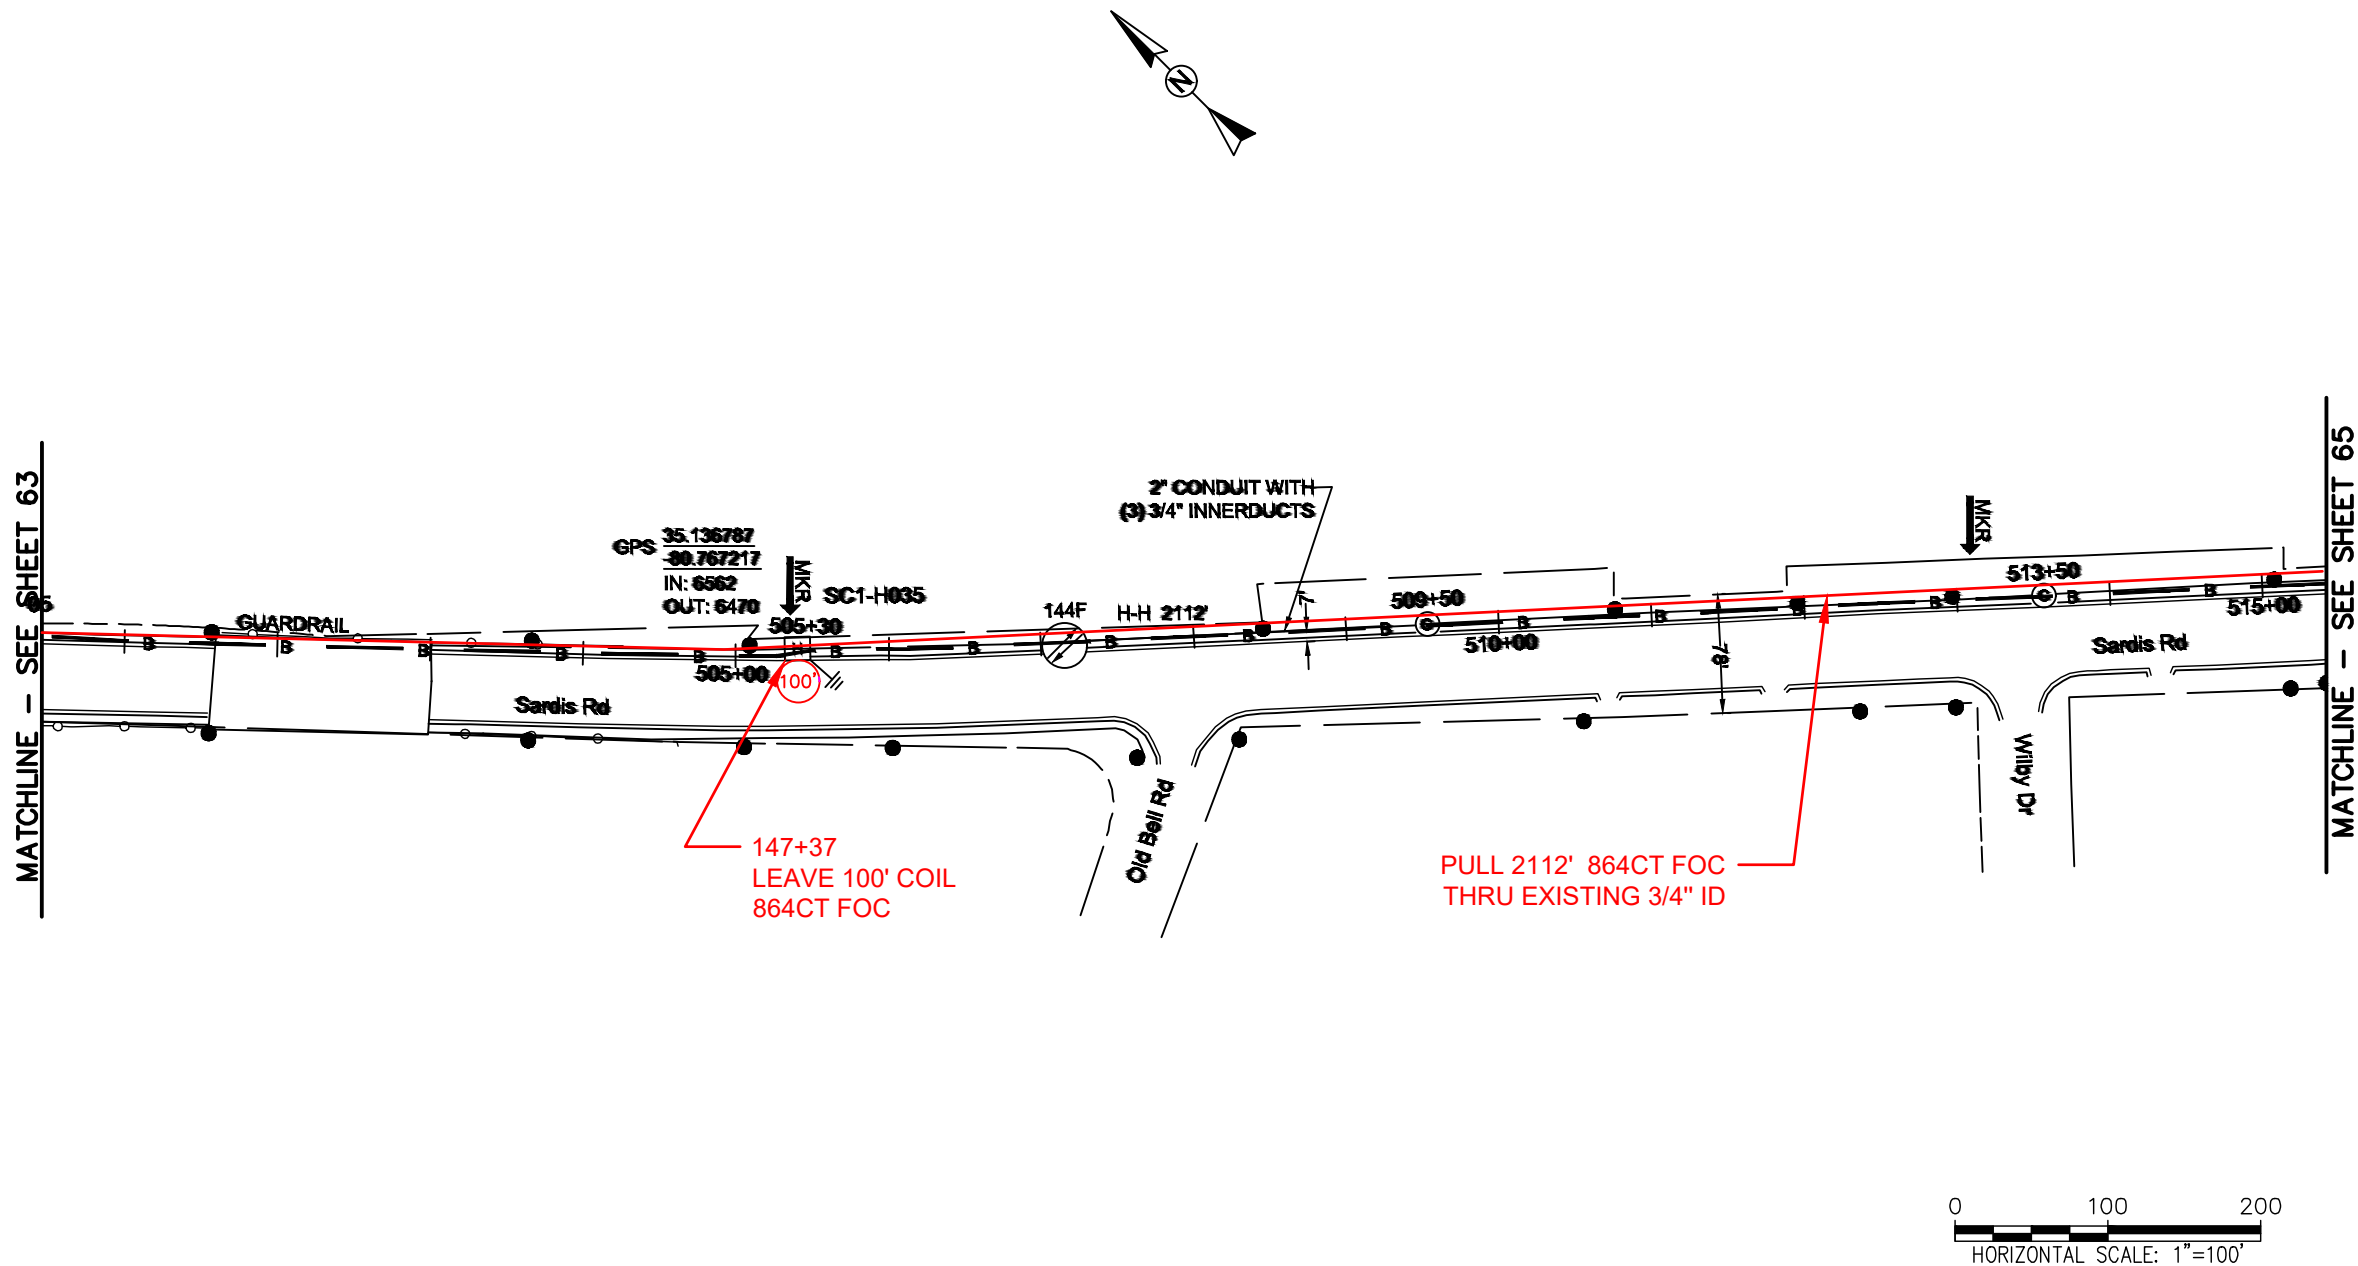 N
MATCHLINE - SEE SHEET 63
MATCHLINE - SEE SHEET 65
2" CONDUIT WITH
(3) 3/4" INNERDUCTS
GPS 35.136787
-80.767217
IN: 6562
OUT: 6470
MKR
SC1-H035
MKR
GUARDRAIL
505+30
144F
H-H 2112'
7'
509+50
513+50
515+00
B B B B B B B B B B B B B B B B
C
C
505+00
100'
510+00
78'
Sardis Rd
Sardis Rd
Old Bell Rd
Wilby Dr
147+37
LEAVE 100' COIL
864CT FOC
PULL 2112' 864CT FOC
THRU EXISTING 3/4" ID
0 100 200
HORIZONTAL SCALE: 1"=100'